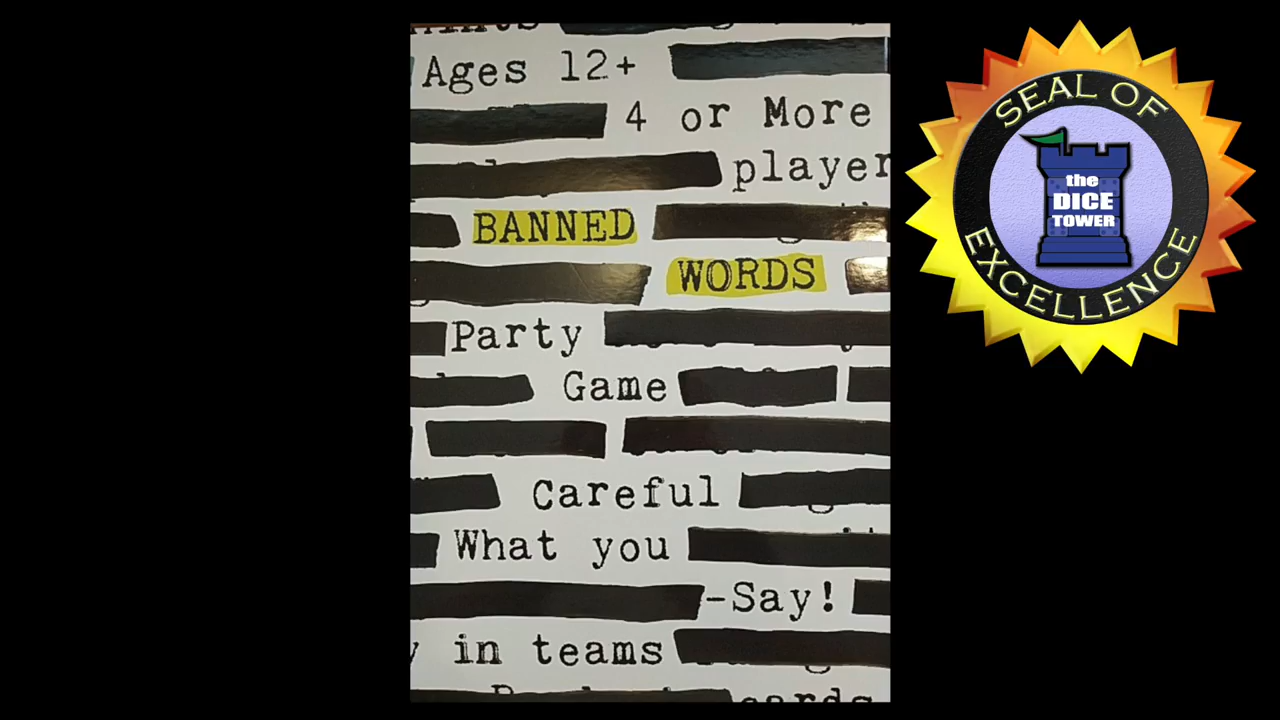 Ages 12+
4 or More
player
BANNED
WORDS
Party
Game
Careful
What you
-Say!
in teams
cards
SEAL OF
EXCELLENCE
the
DICE
TOWER